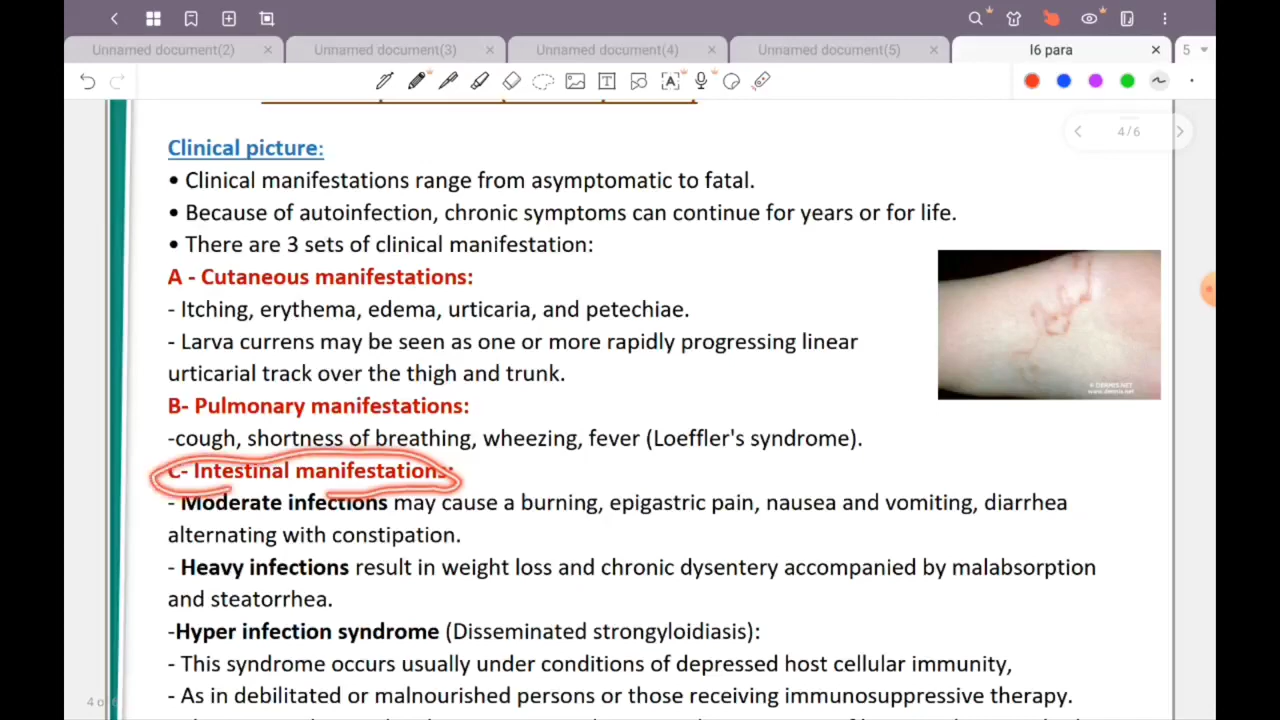 Unnamed document(2)
Unnamed document(3)
Unnamed document(4)
Unnamed document(5)
l6 para
5
4/6
Clinical picture:
• Clinical manifestations range from asymptomatic to fatal.
• Because of autoinfection, chronic symptoms can continue for years or for life.
• There are 3 sets of clinical manifestation:
A - Cutaneous manifestations:
- Itching, erythema, edema, urticaria, and petechiae.
- Larva currens may be seen as one or more rapidly progressing linear
urticarial track over the thigh and trunk.
© DERMIS.NET
www.dermis.net
B- Pulmonary manifestations:
-cough, shortness of breathing, wheezing, fever (Loeffler's syndrome).
C- Intestinal manifestations:
- Moderate infections may cause a burning, epigastric pain, nausea and vomiting, diarrhea
alternating with constipation.
- Heavy infections result in weight loss and chronic dysentery accompanied by malabsorption
and steatorrhea.
-Hyper infection syndrome (Disseminated strongyloidiasis):
- This syndrome occurs usually under conditions of depressed host cellular immunity,
- As in debilitated or malnourished persons or those receiving immunosuppressive therapy.